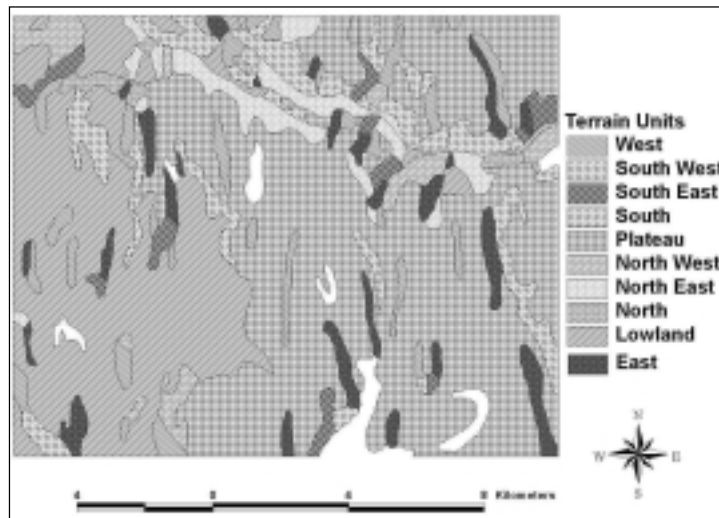 Terrain Units
West
South West
South East
South
Plateau
North West
North East
North
Lowland
East
N
W E
S
4 0 4 8 Kilometers